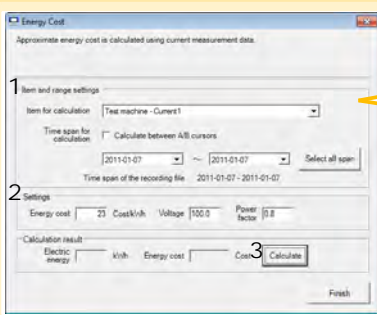 Energy Cost
Approximate energy cost is calculated using current measurement data.
1
Item and range settings
Item for calculation Test machine - Current1
Time span for calculation Calculate between A/B cursors
2011-01-07 ~ 2011-01-07 Select all span
Time span of the recording file 2011-01-07 - 2011-01-07
2
Settings
Energy cost 23 Cost/kWh Voltage 100.0 Power factor 0.8
Calculation result
Electric energy kWh Energy cost Cost 3 Calculate
Finish